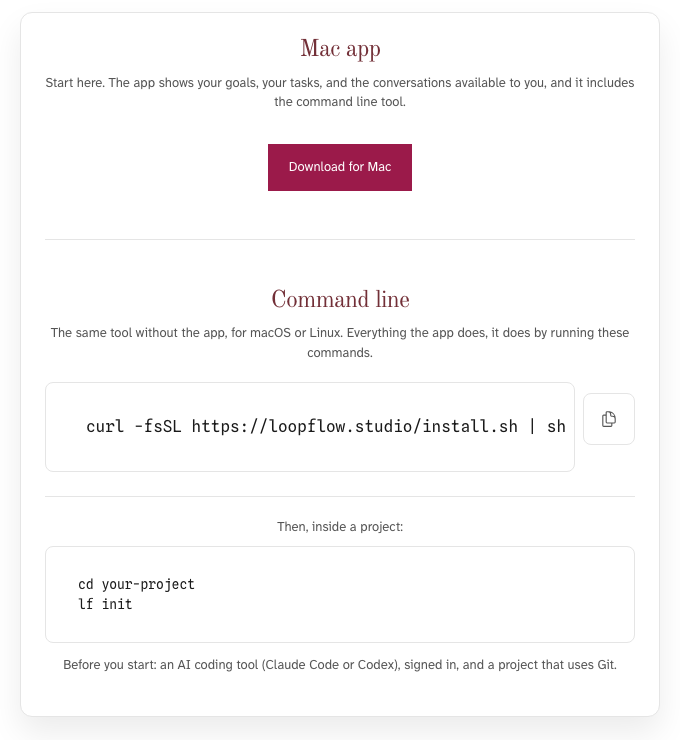 Mac app
Start here. The app shows your goals, your tasks, and the conversations available to you, and it includes
the command line tool.
Download for Mac
Command line
The same tool without the app, for macOS or Linux. Everything the app does, it does by running these
commands.
curl -fsSL https://loopflow.studio/install.sh | sh
Then, inside a project:
cd your-project
lf init
Before you start: an AI coding tool (Claude Code or Codex), signed in, and a project that uses Git.